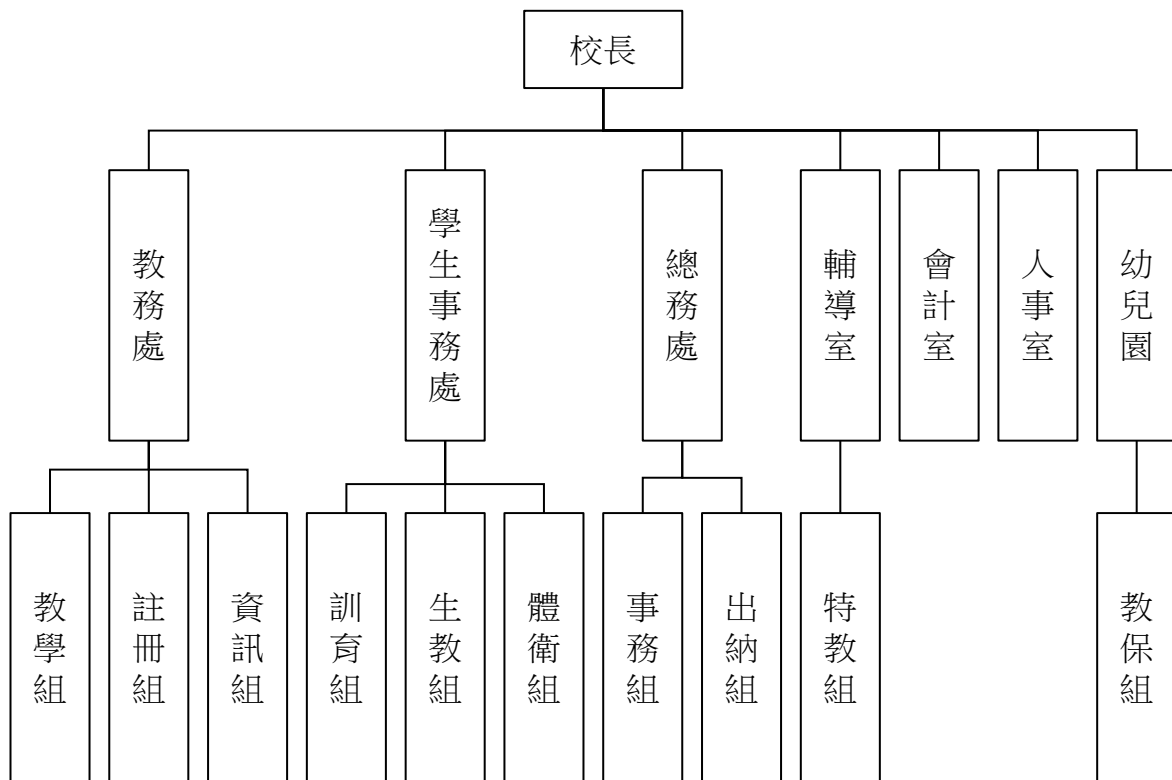 校長
教務處
學生事務處
總務處
輔導室
會計室
人事室
幼兒園
教學組
註冊組
資訊組
訓育組
生教組
體衛組
事務組
出納組
特教組
教保組